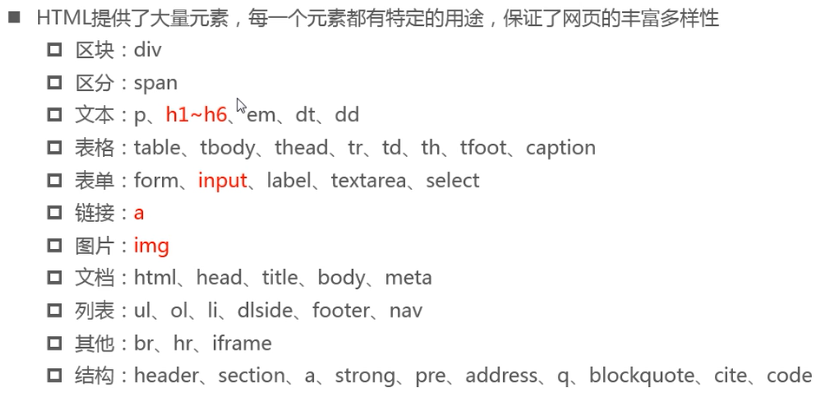 HTML提供了大量元素，每一个元素都有特定的用途，保证了网页的丰富多样性
区块：div
区分：span
文本：p、h1~h6、em、dt、dd
表格：table、tbody、thead、tr、td、th、tfoot、caption
表单：form、input、label、textarea、select
链接：a
图片：img
文档：html、head、title、body、meta
列表：ul、ol、li、dlside、footer、nav
其他：br、hr、iframe
结构：header、section、a、strong、pre、address、q、blockquote、cite、code